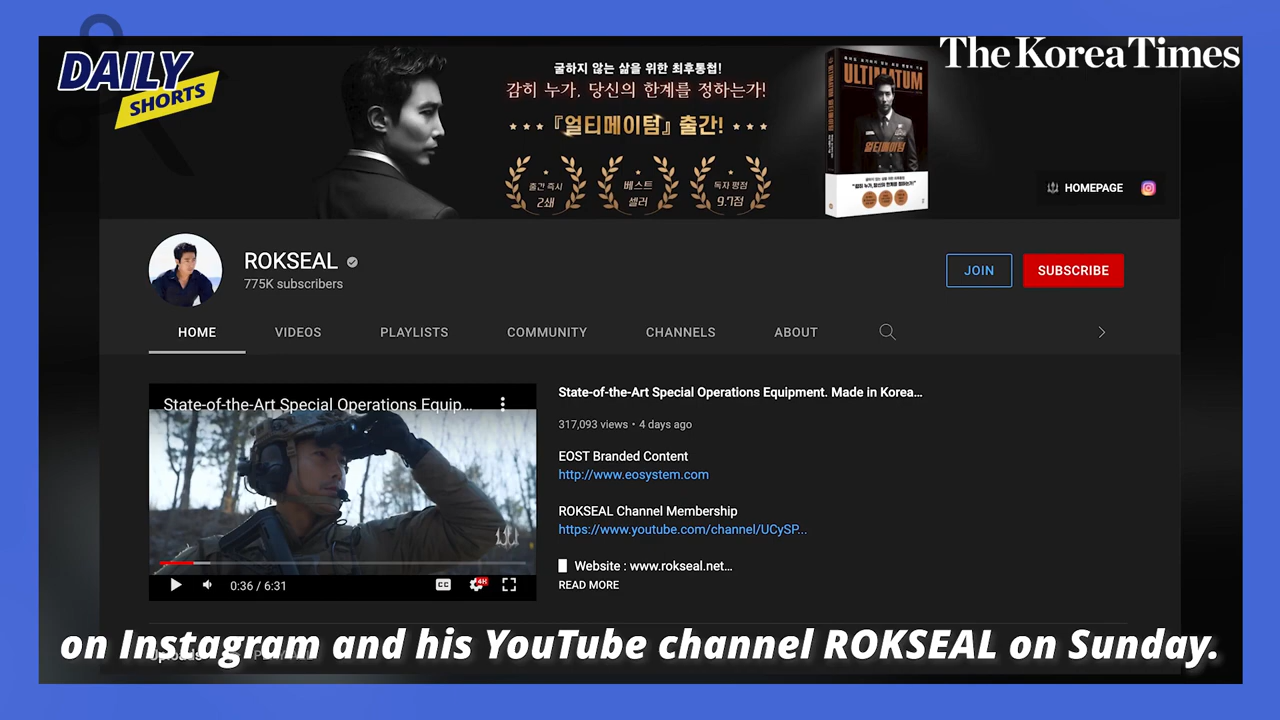 DAILY
SHORTS
The Korea Times
굴하지 않는 삶을 위한 최후통첩!
감히 누가. 당신의 한계를 정하는가!
『얼티메이텀』 출간!
출간 즉시
2쇄
베스트
셀러
독자 평점
9.7점
ULTIMATUM
얼티메이텀
HOMEPAGE
ROKSEAL
775K subscribers
JOIN
SUBSCRIBE
HOME
VIDEOS
PLAYLISTS
COMMUNITY
CHANNELS
ABOUT
State-of-the-Art Special Operations Equip...
CC
4K
0:36 / 6:31
State-of-the-Art Special Operations Equipment. Made in Korea...
317,093 views • 4 days ago
EOST Branded Content
http://www.eosystem.com
ROKSEAL Channel Membership
https://www.youtube.com/channel/UCySP...
Website : www.rokseal.net...
READ MORE
on Instagram and his YouTube channel ROKSEAL on Sunday.